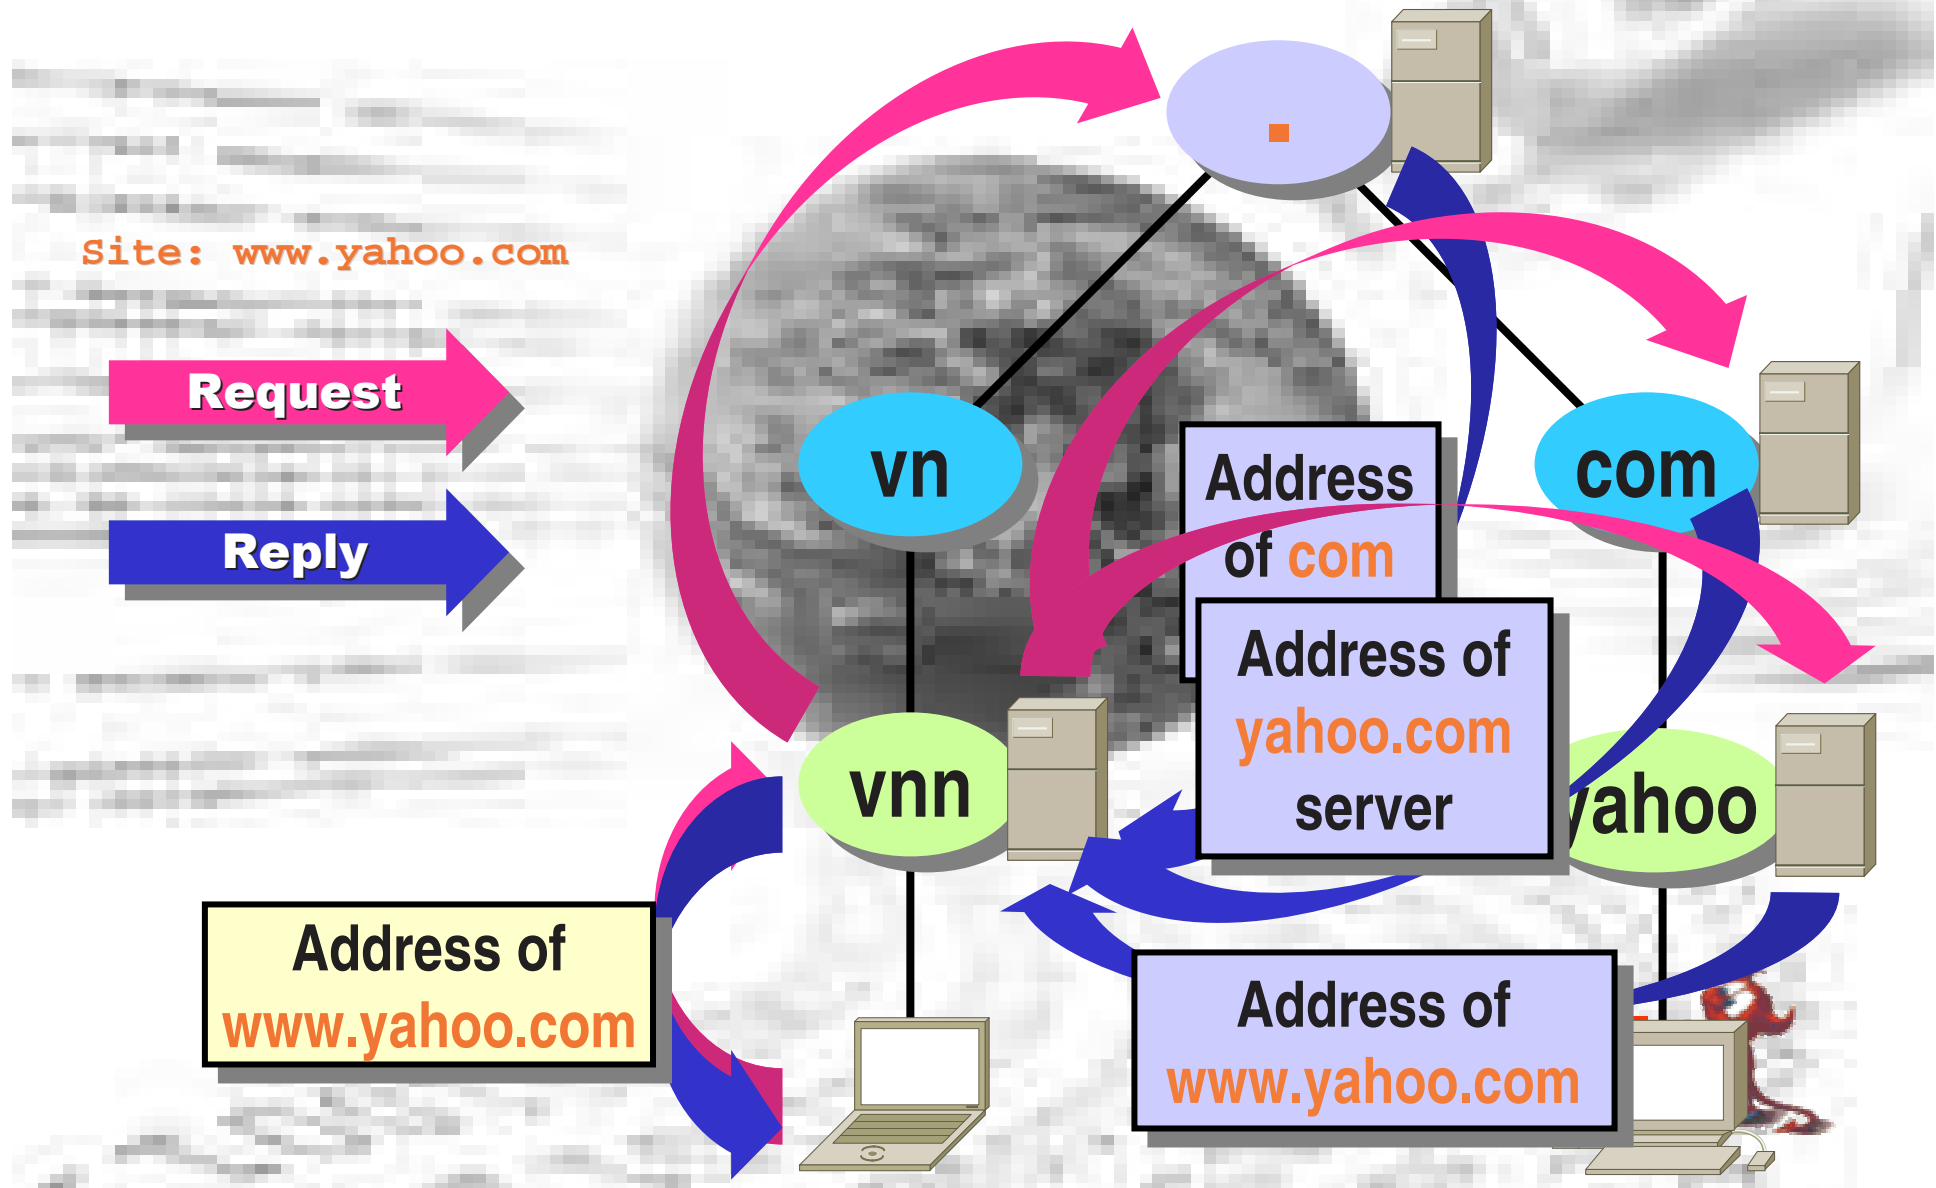 .
Site: www.yahoo.com
Request
Reply
vn
com
Address
of com
Address of
yahoo.com
server
vnn
yahoo
Address of
www.yahoo.com
Address of
www.yahoo.com